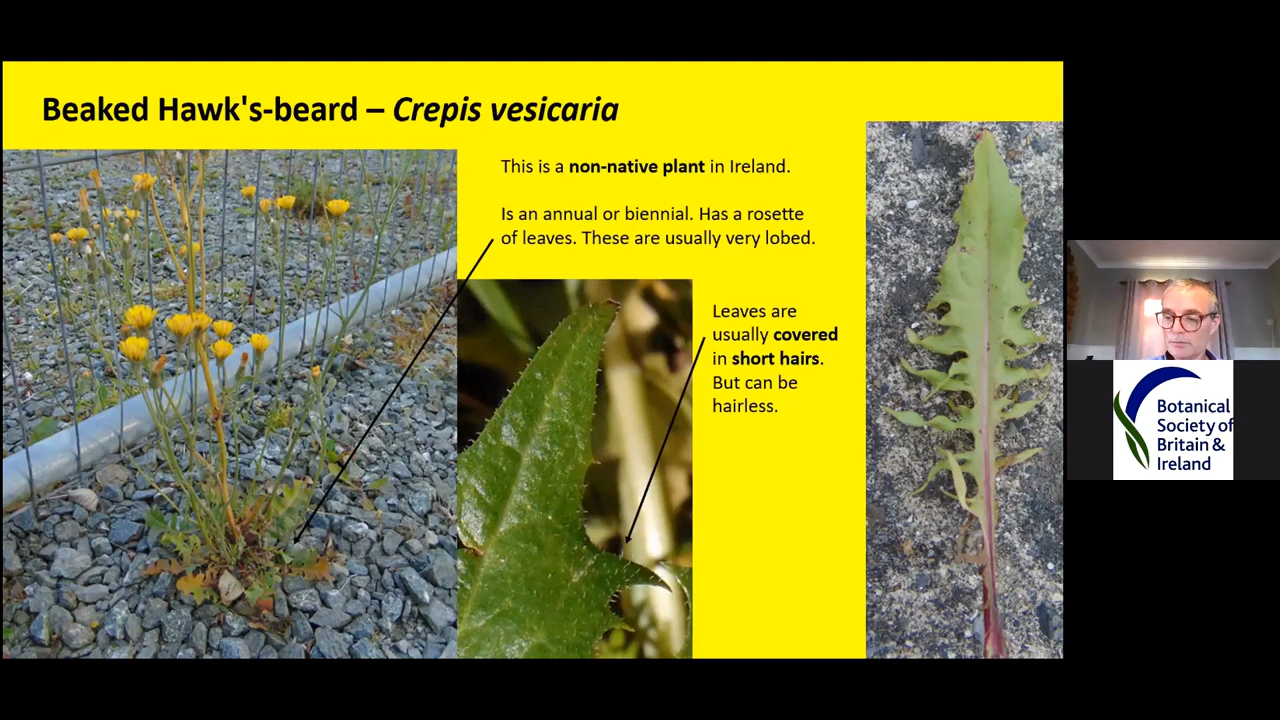 Beaked Hawk's-beard – Crepis vesicaria
This is a non-native plant in Ireland.
Is an annual or biennial. Has a rosette
of leaves. These are usually very lobed.
Leaves are
usually covered
in short hairs.
But can be
hairless.
Botanical
Society of
Britain &
Ireland